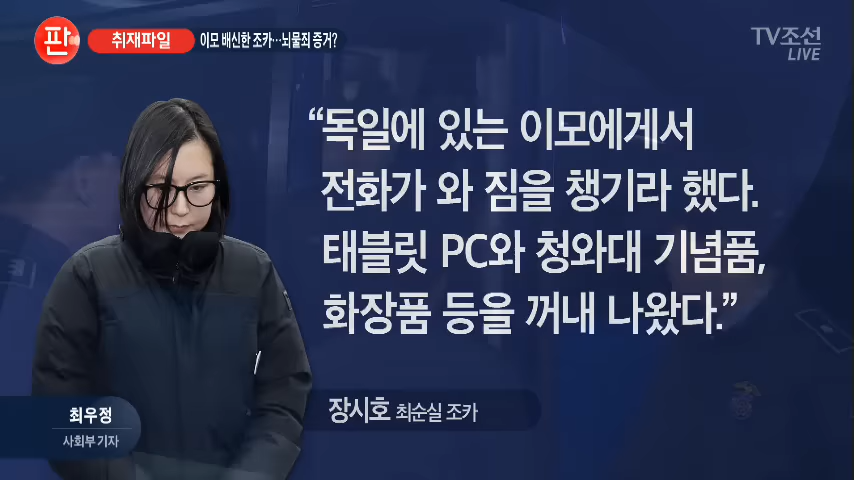 판
취재파일
이모 배신한 조카…뇌물죄 증거?
TV조선
LIVE
“독일에 있는 이모에게서
전화가 와 짐을 챙기라 했다.
태블릿 PC와 청와대 기념품,
화장품 등을 꺼내 나왔다.”
장시호 최순실 조카
최우정
사회부 기자